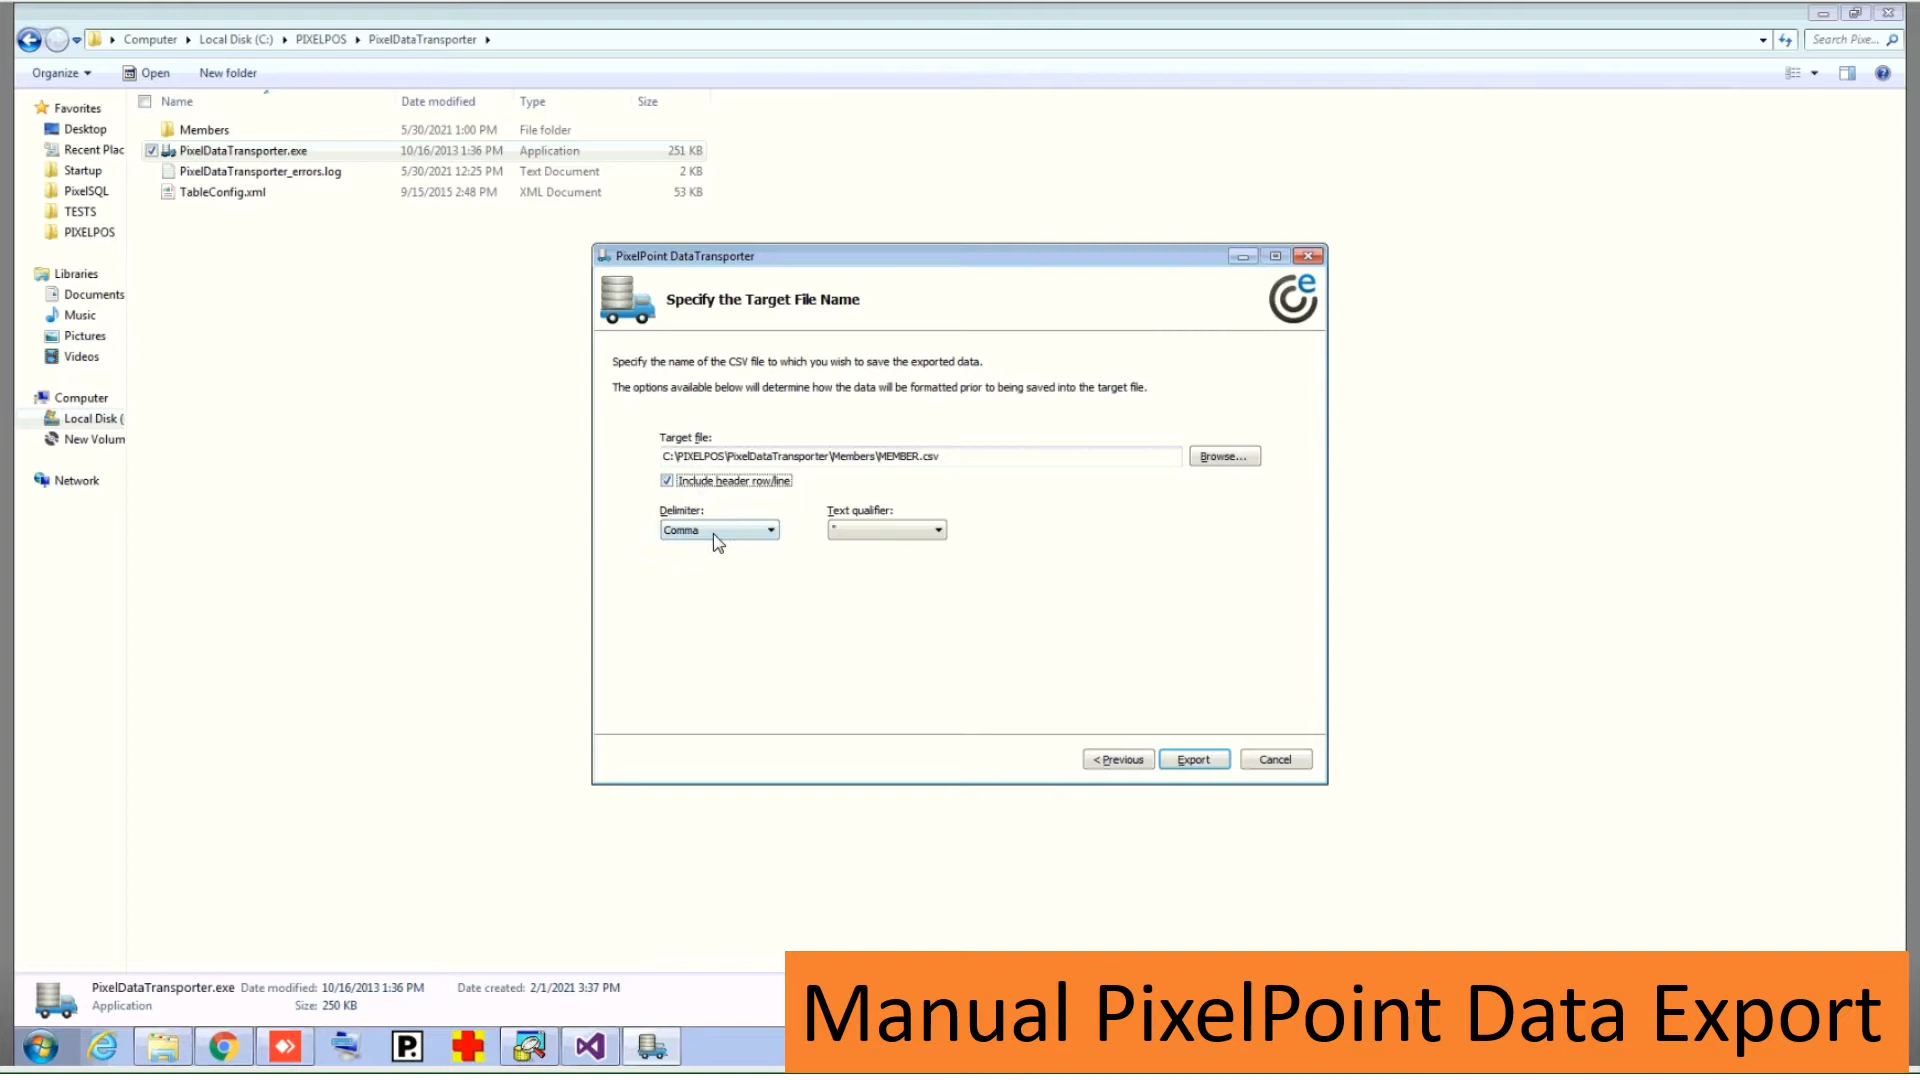 Computer Local Disk (C:) PIXELPOS PixelDataTransporter
Search Pixe...
Organize Open New folder
Name Date modified Type Size
Favorites
Desktop
Recent Plac
Startup
PixelSQL
TESTS
PIXELPOS
Libraries
Documents
Music
Pictures
Videos
Computer
Local Disk (
New Volum
Network
Members 5/30/2021 1:00 PM File folder
PixelDataTransporter.exe 10/16/2013 1:36 PM Application 251 KB
PixelDataTransporter_errors.log 5/30/2021 12:25 PM Text Document 2 KB
TableConfig.xml 9/15/2015 2:48 PM XML Document 53 KB
PixelPoint DataTransporter
Specify the Target File Name
Specify the name of the CSV file to which you wish to save the exported data.
The options available below will determine how the data will be formatted prior to being saved into the target file.
Target file:
C:\PIXELPOS\PixelDataTransporter\Members\MEMBER.csv Browse...
Include header row/line
Delimiter: Text qualifier:
Comma "
< Previous Export Cancel
PixelDataTransporter.exe Date modified: 10/16/2013 1:36 PM Date created: 2/1/2021 3:37 PM
Application Size: 250 KB
P.
Manual PixelPoint Data Export